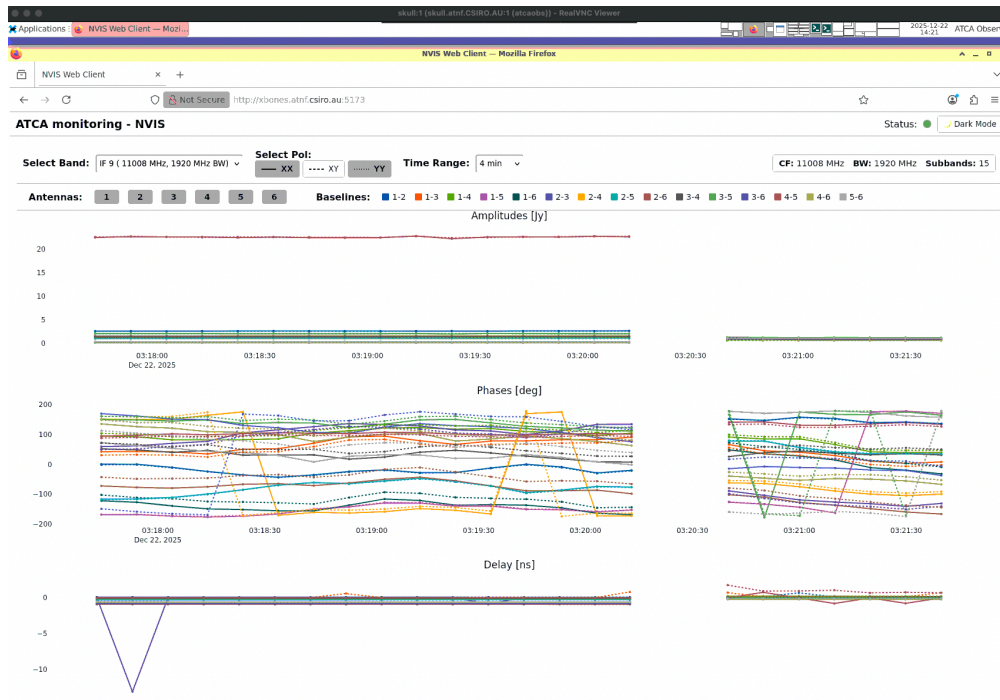 skull:1 (skull.atnf.CSIRO.AU:1 (atcaobs)) - RealVNC Viewer
Applications NVIS Web Client — Mozi... 2025-12-22 14:21 ATCA Obser
NVIS Web Client — Mozilla Firefox
NVIS Web Client
Not Secure http://xbones.atnf.csiro.au:5173
ATCA monitoring - NVIS Status: Dark Mode
Select Band: IF 9 ( 11008 MHz, 1920 MHz BW) Select Pol: XX XY YY Time Range: 4 min CF: 11008 MHz BW: 1920 MHz Subbands: 15
Antennas: 1 2 3 4 5 6 Baselines: 1-2 1-3 1-4 1-5 1-6 2-3 2-4 2-5 2-6 3-4 3-5 3-6 4-5 4-6 5-6
Amplitudes [Jy]
20
15
10
5
0
03:18:00 03:18:30 03:19:00 03:19:30 03:20:00 03:20:30 03:21:00 03:21:30
Dec 22, 2025
Phases [deg]
200
100
0
−100
−200
03:18:00 03:18:30 03:19:00 03:19:30 03:20:00 03:20:30 03:21:00 03:21:30
Dec 22, 2025
Delay [ns]
0
−5
−10